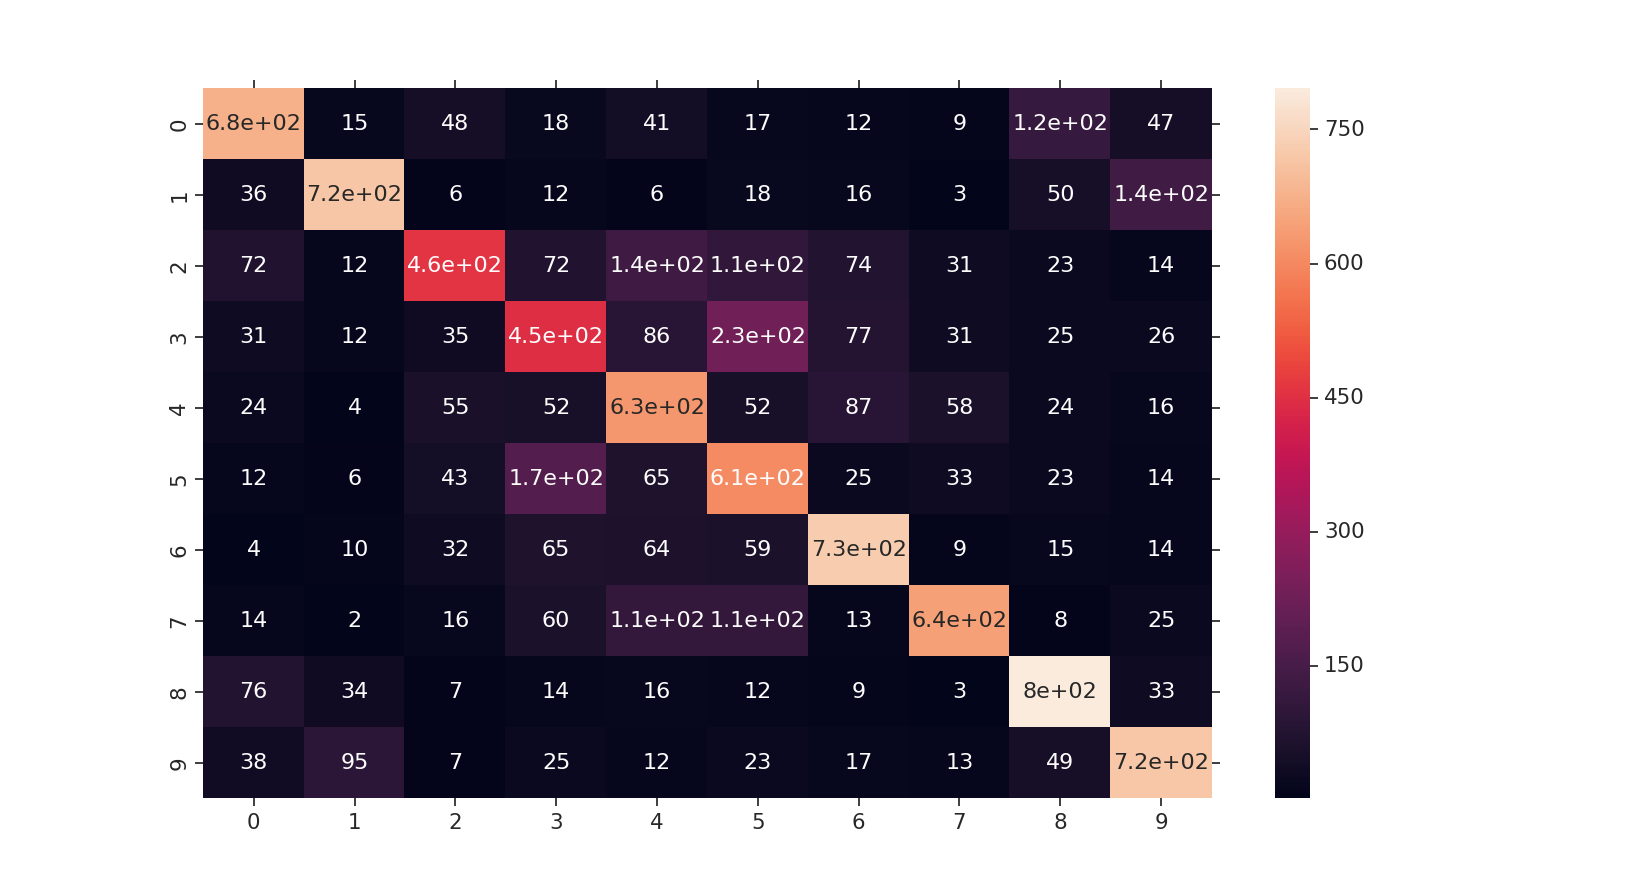 0 6.8e+02 15 48 18 41 17 12 9 1.2e+02 47
1 36 7.2e+02 6 12 6 18 16 3 50 1.4e+02
2 72 12 4.6e+02 72 1.4e+02 1.1e+02 74 31 23 14
3 31 12 35 4.5e+02 86 2.3e+02 77 31 25 26
4 24 4 55 52 6.3e+02 52 87 58 24 16
5 12 6 43 1.7e+02 65 6.1e+02 25 33 23 14
6 4 10 32 65 64 59 7.3e+02 9 15 14
7 14 2 16 60 1.1e+02 1.1e+02 13 6.4e+02 8 25
8 76 34 7 14 16 12 9 3 8e+02 33
9 38 95 7 25 12 23 17 13 49 7.2e+02
0 1 2 3 4 5 6 7 8 9
750
600
450
300
150